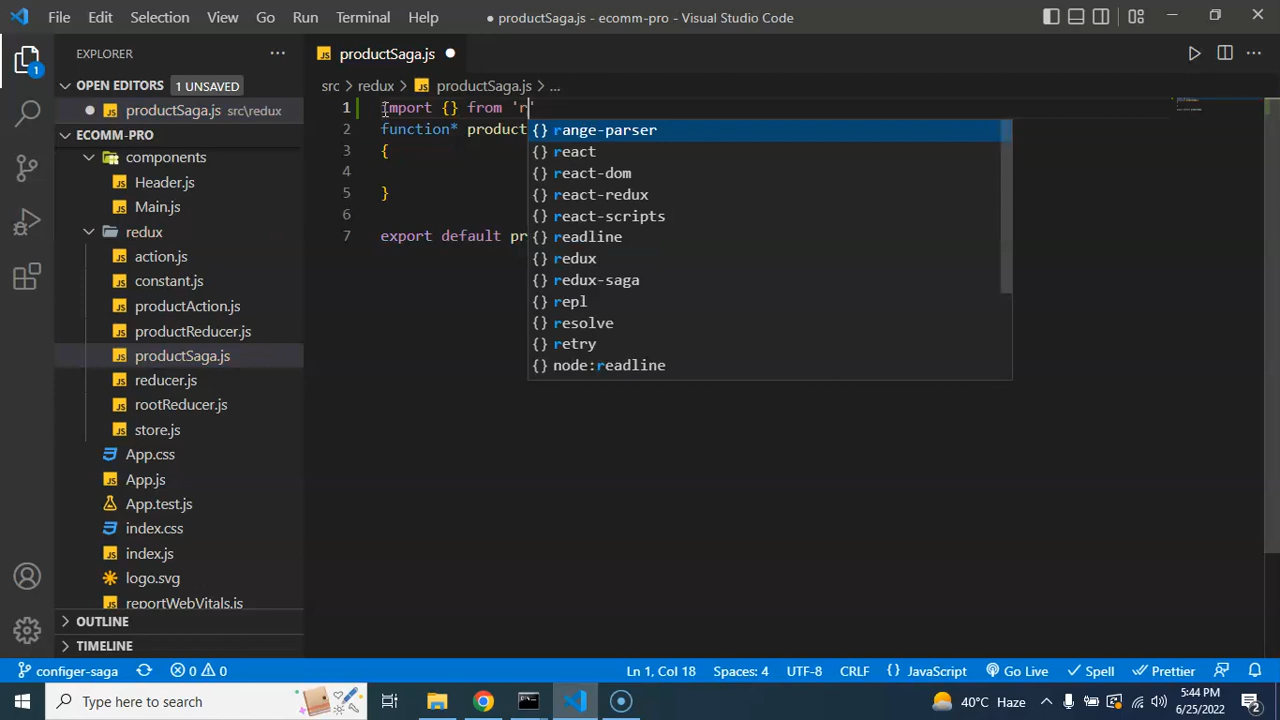 File Edit Selection View Go Run Terminal Help
● productSaga.js - ecomm-pro - Visual Studio Code
EXPLORER
productSaga.js
OPEN EDITORS 1 UNSAVED
src > redux > productSaga.js > ...
productSaga.js src\redux
ECOMM-PRO
components
Header.js
Main.js
redux
action.js
constant.js
productAction.js
productReducer.js
productSaga.js
reducer.js
rootReducer.js
store.js
App.css
App.js
App.test.js
index.css
index.js
logo.svg
reportWebVitals.js
OUTLINE
TIMELINE
1 import {} from 'r'
2 function* product
3 {
4
5 }
6
7 export default pr
{} range-parser
{} react
{} react-dom
{} react-redux
{} react-scripts
{} readline
{} redux
{} redux-saga
{} repl
{} resolve
{} retry
{} node:readline
1
configer-saga 0 0 Ln 1, Col 18 Spaces: 4 UTF-8 CRLF {} JavaScript Go Live Spell Prettier
Type here to search
40°C Haze
5:44 PM
6/25/2022
2